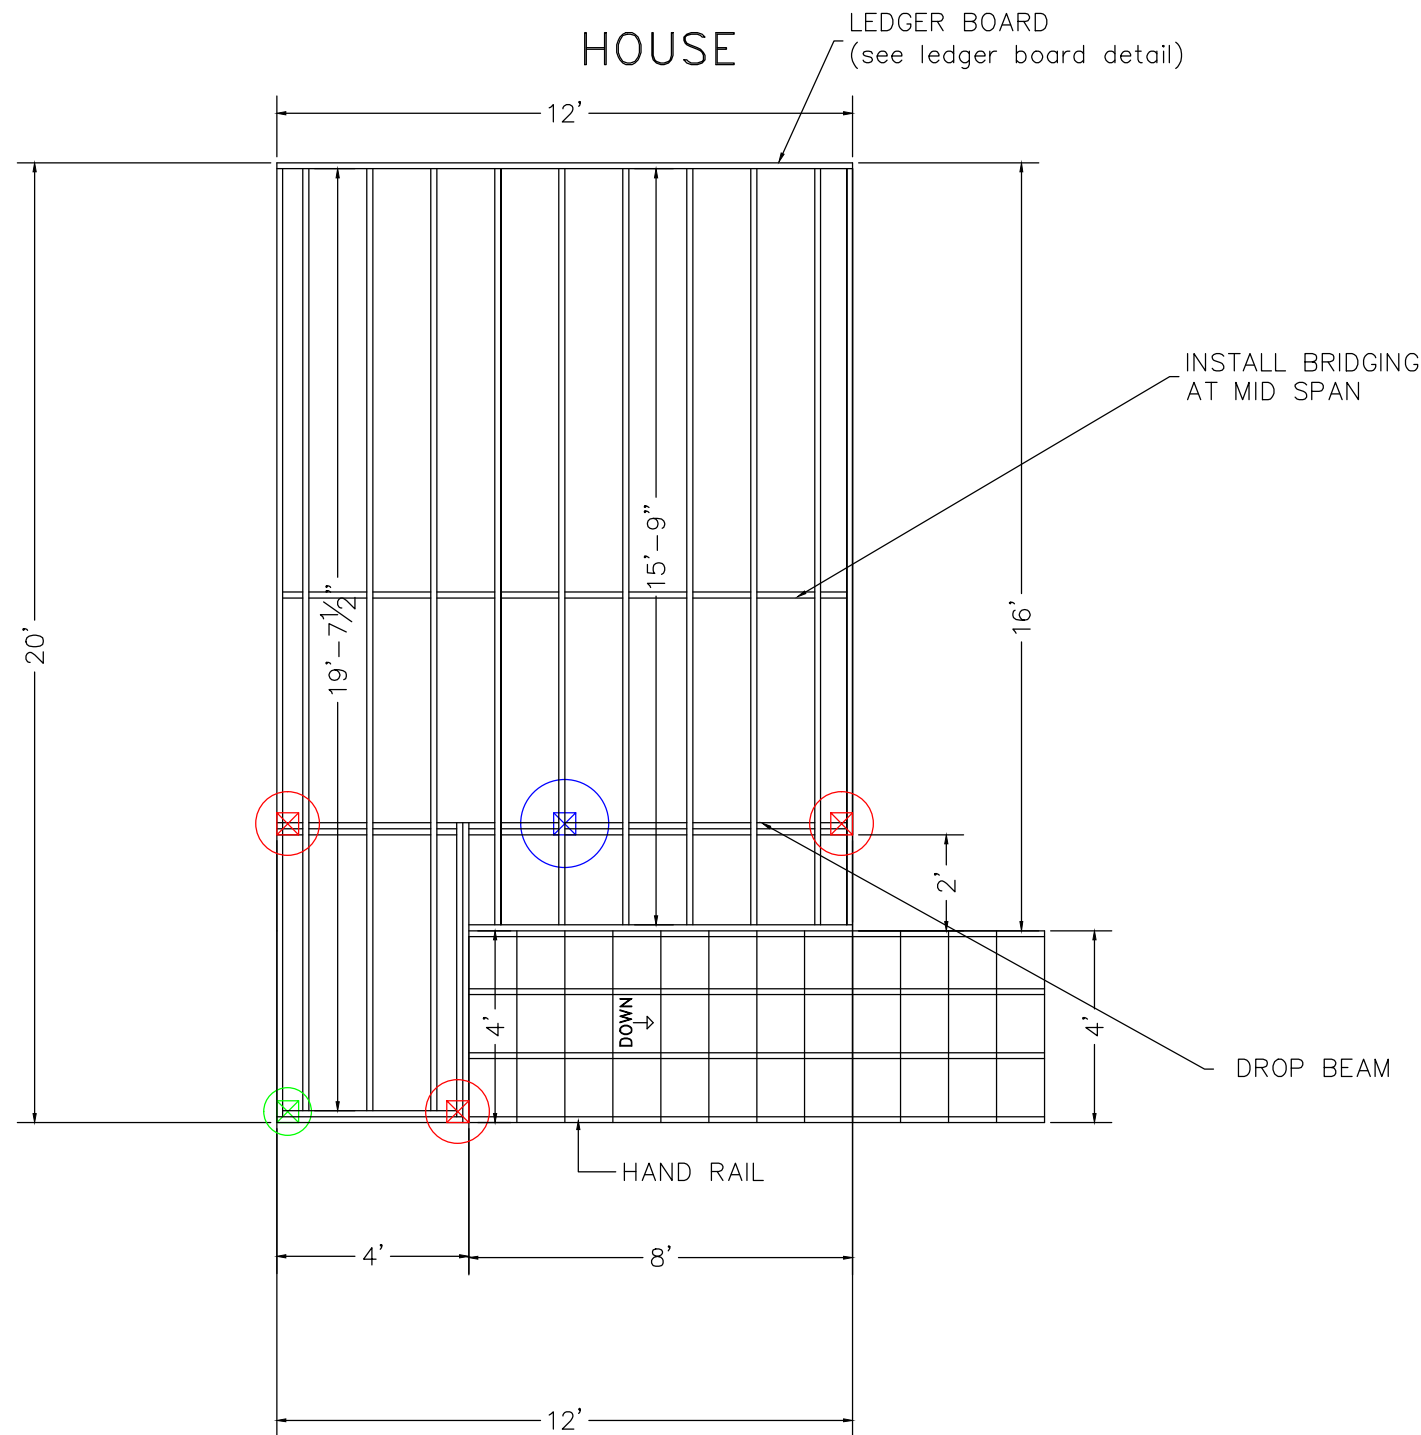 LEDGER BOARD
HOUSE
(see ledger board detail)
12'
INSTALL BRIDGING
AT MID SPAN
15'-9"
16'
20'
19'-7½"
2'
DOWN
4'
4'
DROP BEAM
HAND RAIL
4'
8'
12'